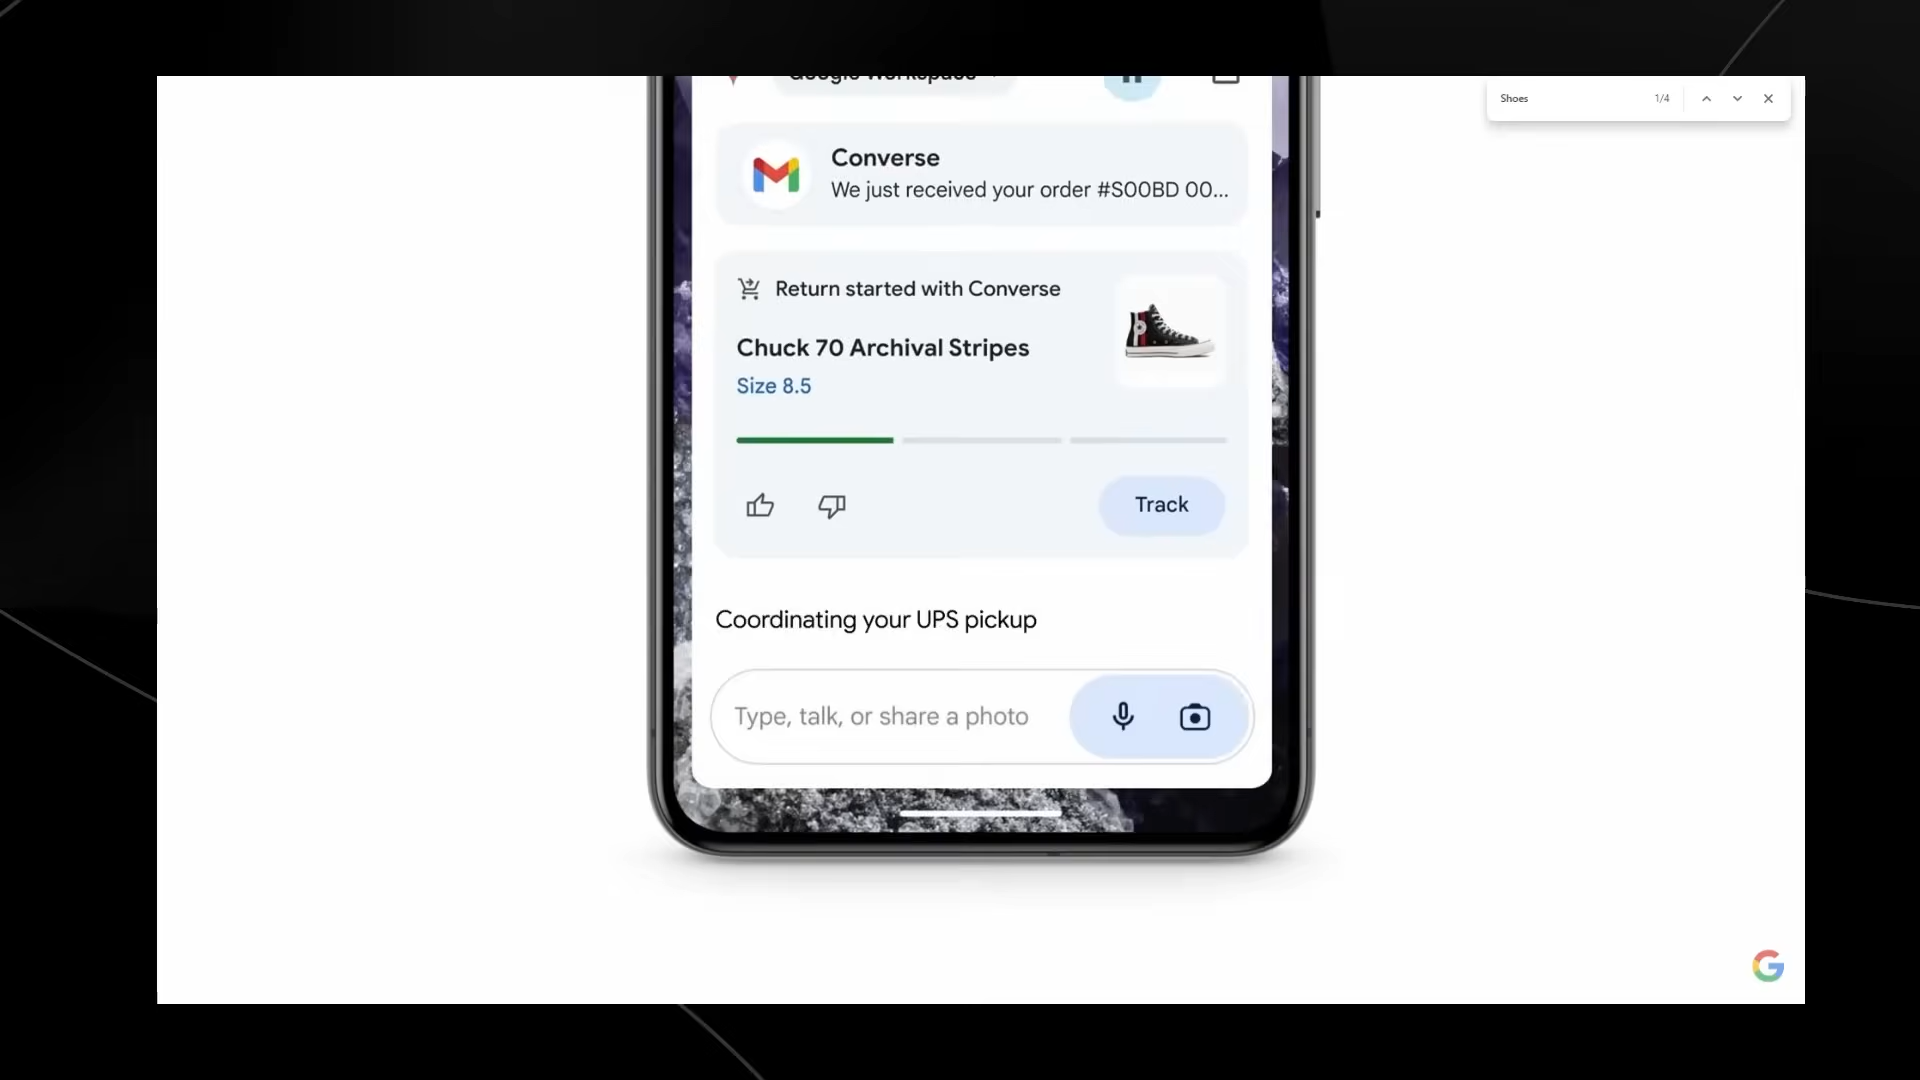 Google Workspace
Shoes 1/4
Converse
We just received your order #S00BD 00...
Return started with Converse
Chuck 70 Archival Stripes
Size 8.5
Track
Coordinating your UPS pickup
Type, talk, or share a photo